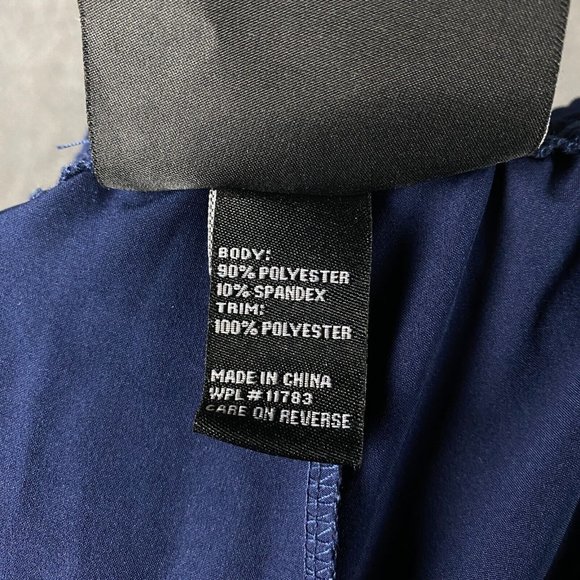 BODY:
90% POLYESTER
10% SPANDEX
TRIM:
100% POLYESTER
MADE IN CHINA
WPL # 11783
CARE ON REVERSE